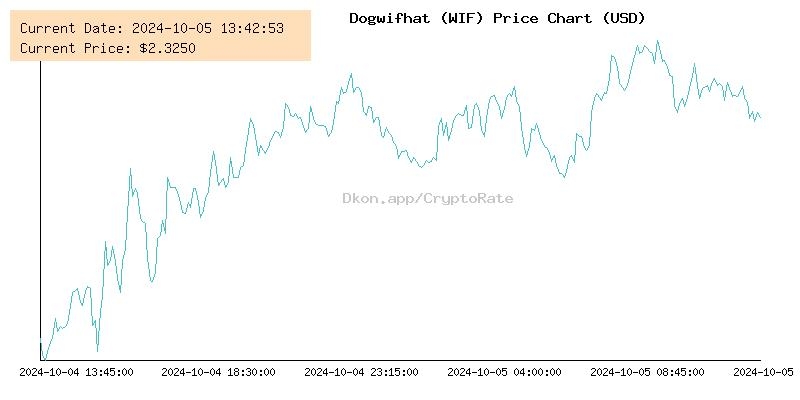 Dogwifhat (WIF) Price Chart (USD)
Current Date: 2024-10-05 13:42:53
Current Price: $2.3250
Dkon.app/CryptoRate
2024-10-04 13:45:00 2024-10-04 18:30:00 2024-10-04 23:15:00 2024-10-05 04:00:00 2024-10-05 08:45:00 2024-10-05